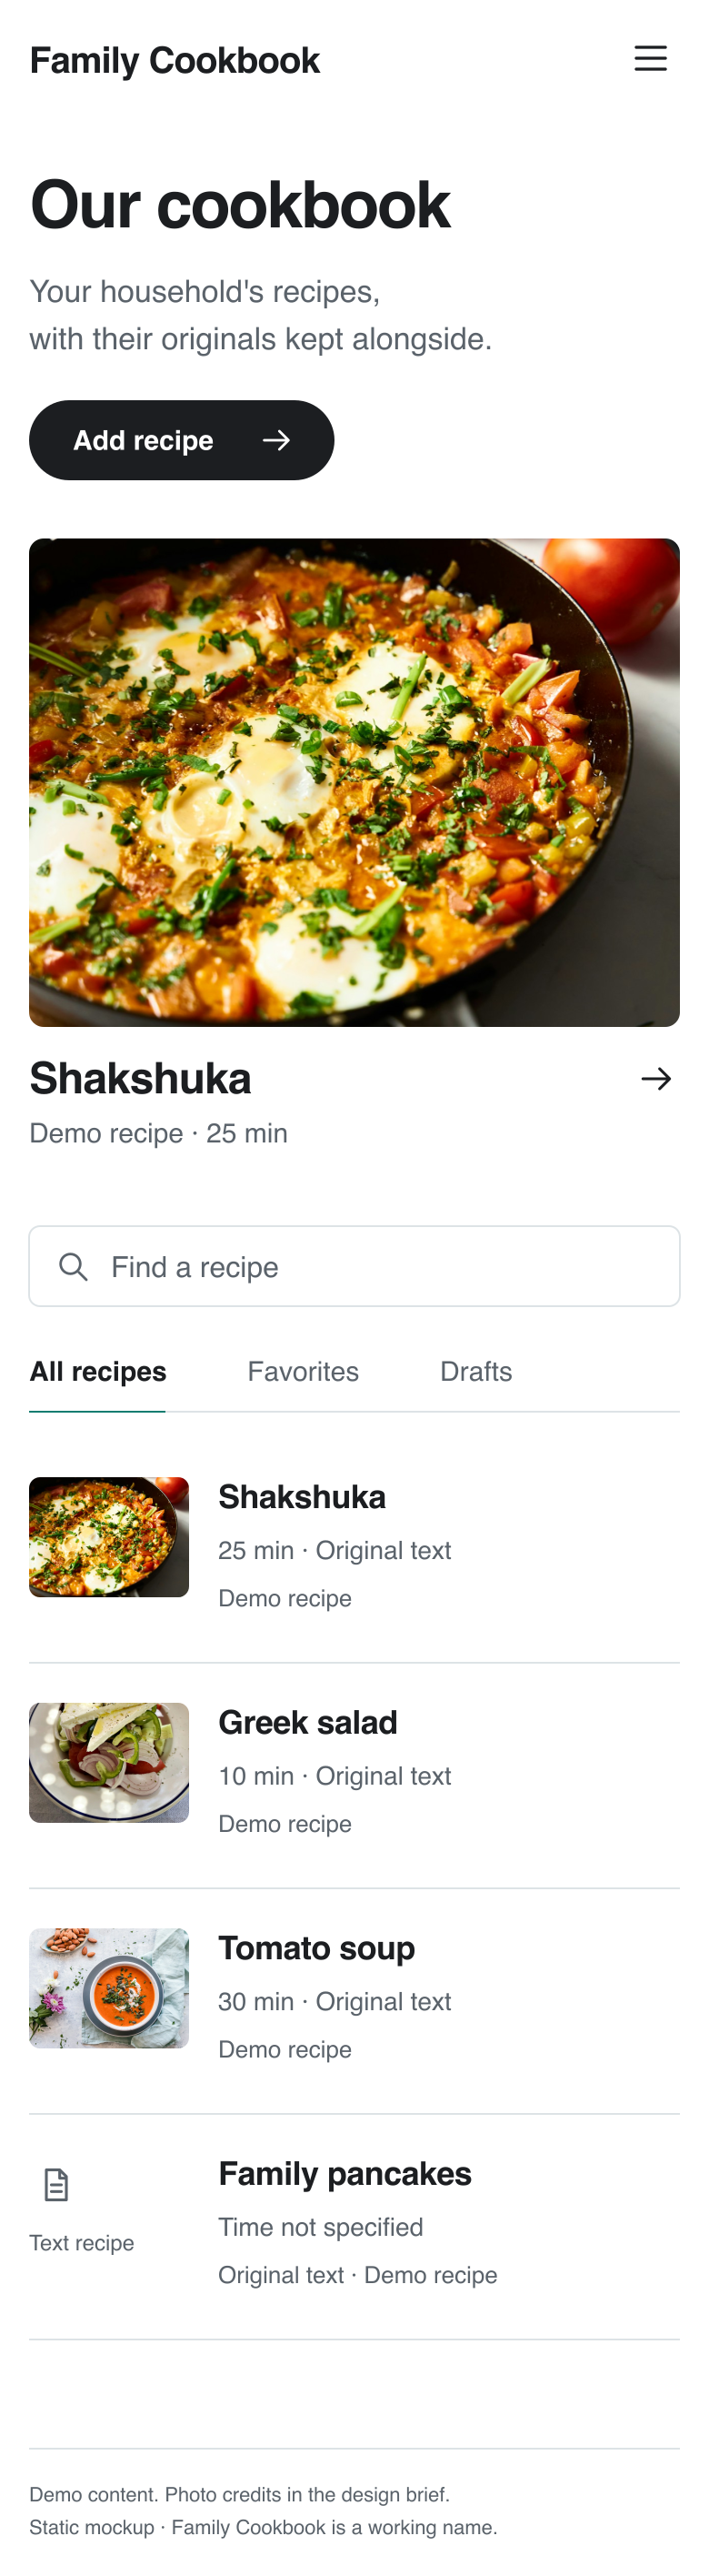 Family Cookbook
Our cookbook
Your household's recipes,
with their originals kept alongside.
Add recipe
Shakshuka
Demo recipe · 25 min
Find a recipe
All recipes Favorites Drafts
Shakshuka
25 min · Original text
Demo recipe
Greek salad
10 min · Original text
Demo recipe
Tomato soup
30 min · Original text
Demo recipe
Family pancakes
Text recipe
Time not specified
Original text · Demo recipe
Demo content. Photo credits in the design brief.
Static mockup · Family Cookbook is a working name.